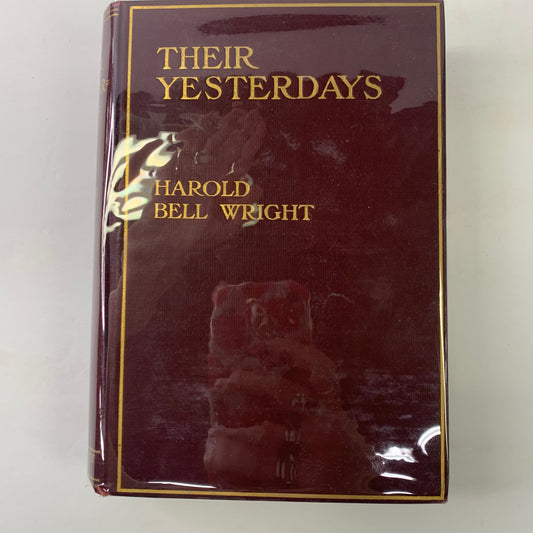 THEIR
YESTERDAYS
HAROLD
BELL WRIGHT